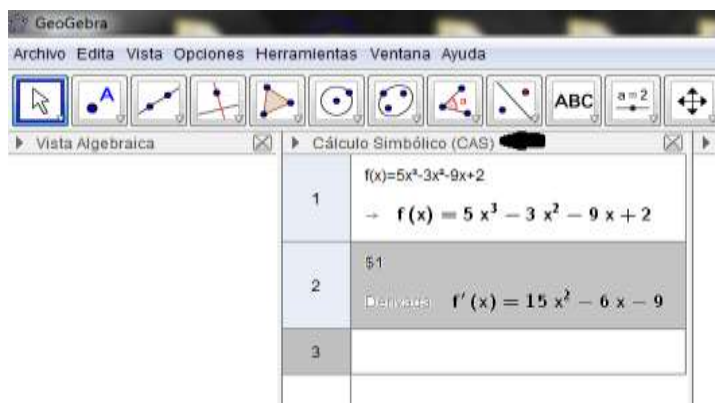 GeoGebra
Archivo Edita Vista Opciones Herramientas Ventana Ayuda
A α ABC a=2
Vista Algebraica Cálculo Simbólico (CAS)
1
f(x)=5x³-3x²-9x+2
→ f(x) = 5 x³ − 3 x² − 9 x + 2
2
$1
Derivada: f′(x) = 15 x² − 6 x − 9
3